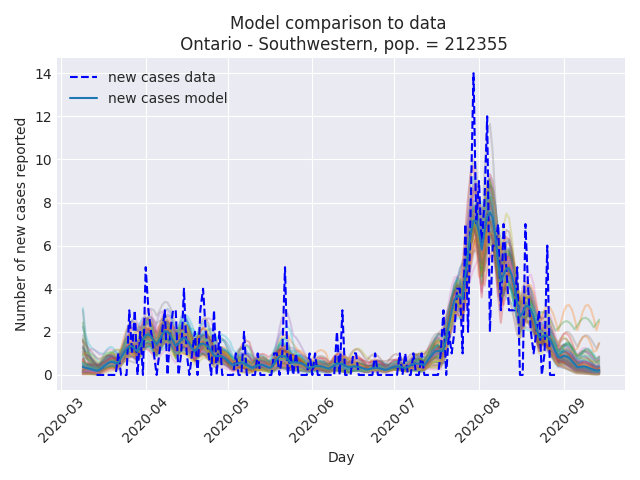 Model comparison to data
Ontario - Southwestern, pop. = 212355
new cases data
new cases model
Number of new cases reported
14
12
10
8
6
4
2
0
2020-03
2020-04
2020-05
2020-06
2020-07
2020-08
2020-09
Day